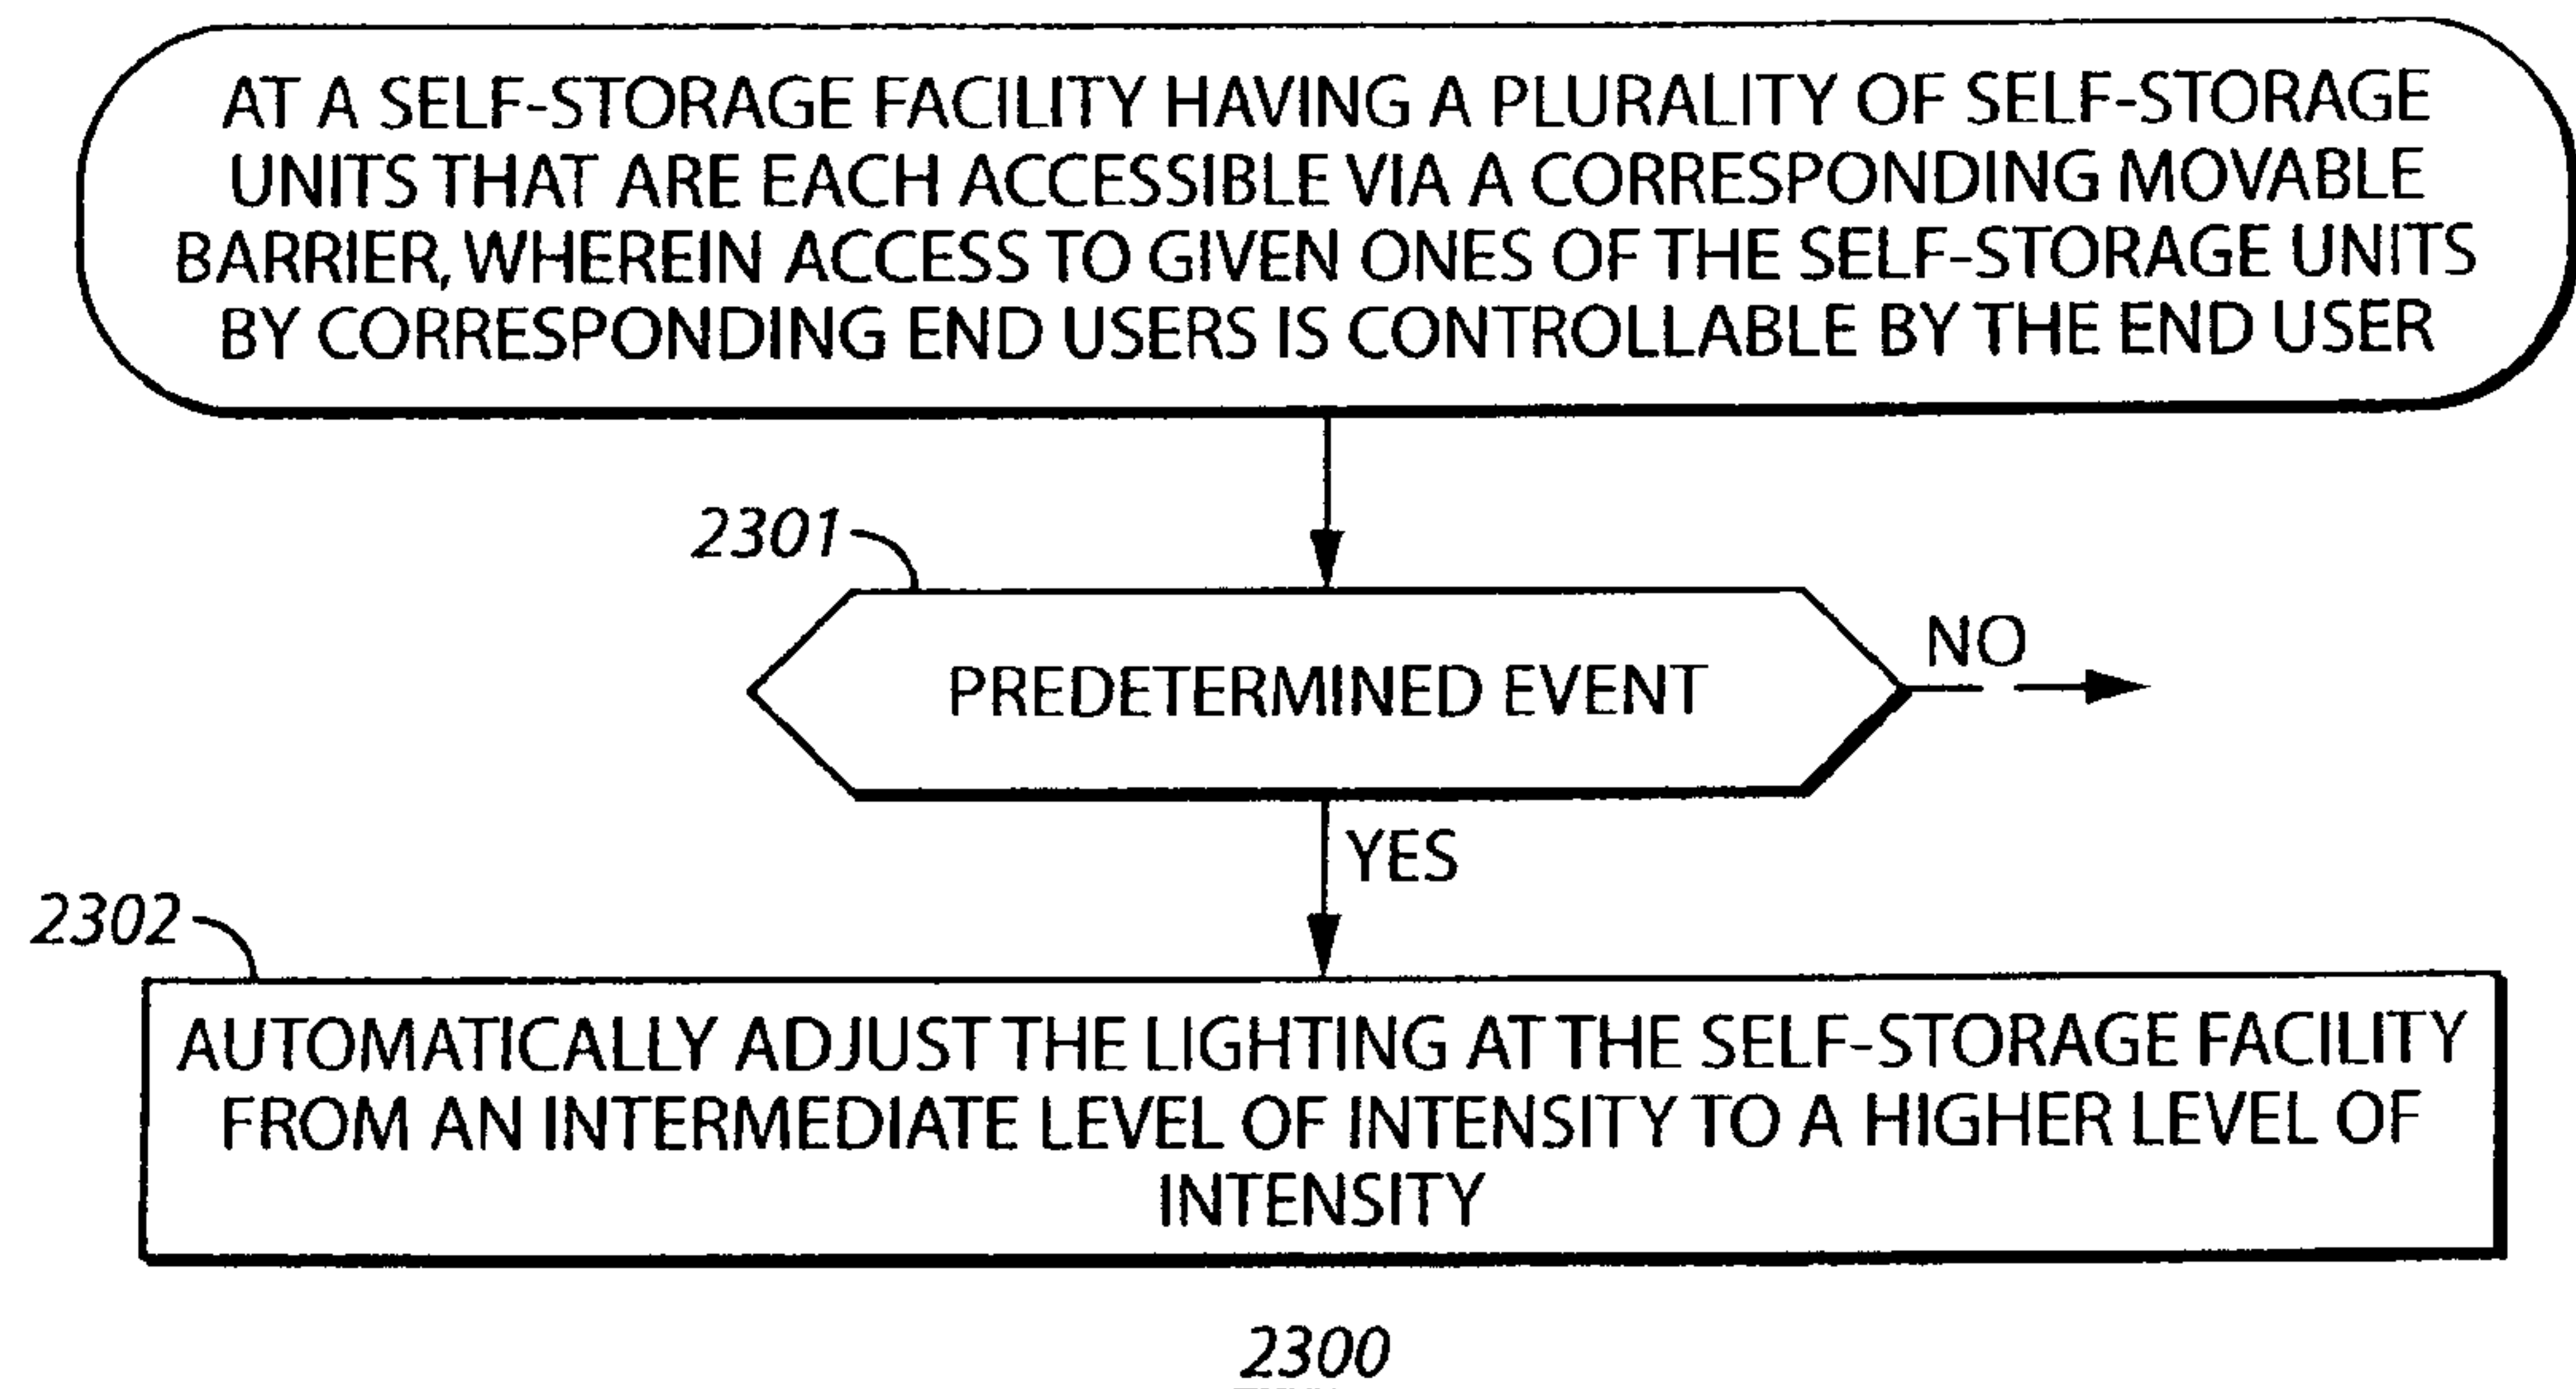 AT A SELF-STORAGE FACILITY HAVING A PLURALITY OF SELF-STORAGE
UNITS THAT ARE EACH ACCESSIBLE VIA A CORRESPONDING MOVABLE
BARRIER, WHEREIN ACCESS TO GIVEN ONES OF THE SELF-STORAGE UNITS
BY CORRESPONDING END USERS IS CONTROLLABLE BY THE END USER
2301
PREDETERMINED EVENT
NO
YES
2302
AUTOMATICALLY ADJUST THE LIGHTING AT THE SELF-STORAGE FACILITY
FROM AN INTERMEDIATE LEVEL OF INTENSITY TO A HIGHER LEVEL OF
INTENSITY
2300